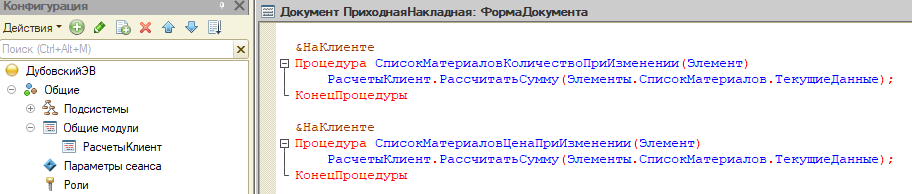 Конфигурация
Действия
Поиск (Ctrl+Alt+M)
ДубовскийЭВ
Общие
Подсистемы
Общие модули
РасчетыКлиент
Параметры сеанса
Роли
Документ ПриходнаяНакладная: ФормаДокумента
&НаКлиенте
Процедура СписокМатериаловКоличествоПриИзменении(Элемент)
РасчетыКлиент.РассчитатьСумму(Элементы.СписокМатериалов.ТекущиеДанные);
КонецПроцедуры
&НаКлиенте
Процедура СписокМатериаловЦенаПриИзменении(Элемент)
РасчетыКлиент.РассчитатьСумму(Элементы.СписокМатериалов.ТекущиеДанные);
КонецПроцедуры